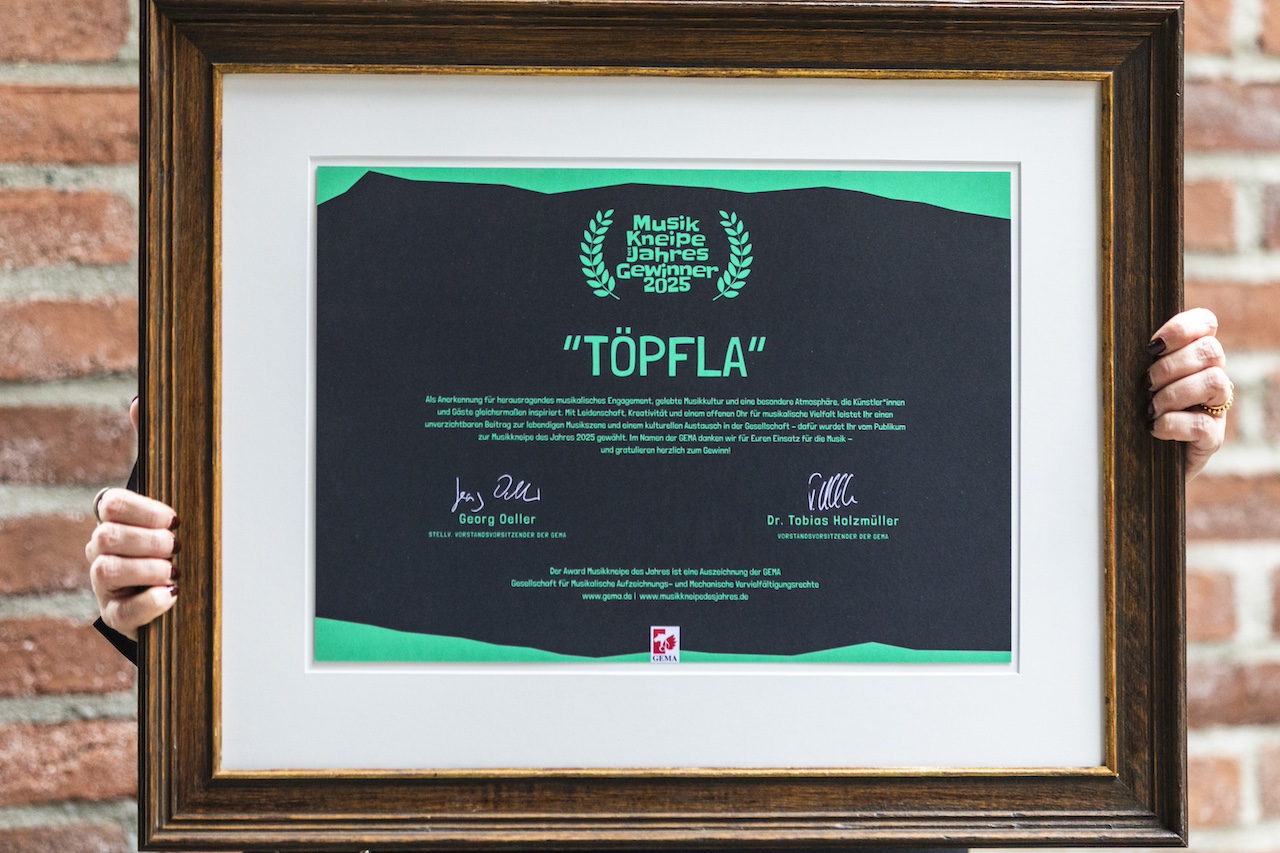 Musik
Kneipe
des Jahres
Gewinner
2025
"TÖPFLA"
Als Anerkennung für herausragendes musikalisches Engagement, gelebte Musikkultur und eine besondere Atmosphäre, die Künstler*innen
und Gäste gleichermaßen inspiriert. Mit Leidenschaft, Kreativität und einem offenen Ohr für musikalische Vielfalt leistet Ihr einen
unverzichtbaren Beitrag zur lebendigen Musikszene und einem kulturellen Austausch in der Gesellschaft – dafür wurdet Ihr vom Publikum
zur Musikkneipe des Jahres 2025 gewählt. Im Namen der GEMA danken wir für Euren Einsatz für die Musik –
und gratulieren herzlich zum Gewinn!
Georg Oeller
STELLV. VORSTANDSVORSITZENDER DER GEMA
Dr. Tobias Holzmüller
VORSTANDSVORSITZENDER DER GEMA
Der Award Musikkneipe des Jahres ist eine Auszeichnung der GEMA
Gesellschaft für Musikalische Aufzeichnungs- und Mechanische Vervielfältigungsrechte
www.gema.de | www.musikkneipedesjahres.de
GEMA